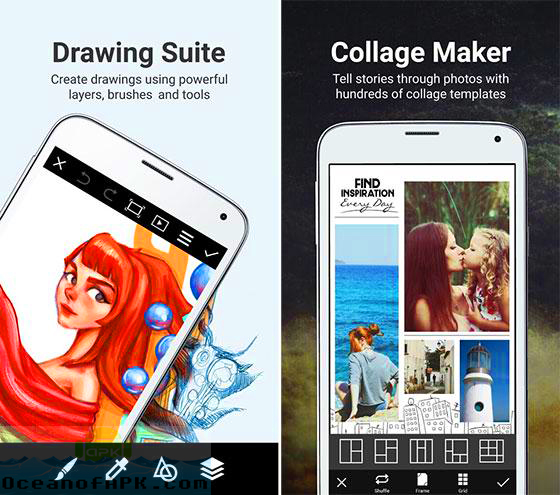 Drawing Suite
Create drawings using powerful
layers, brushes and tools
APK
OceanofAPK.com
Collage Maker
Tell stories through photos with
hundreds of collage templates
FIND
INSPIRATION
Every Day
Shuffle
Frame
Grid